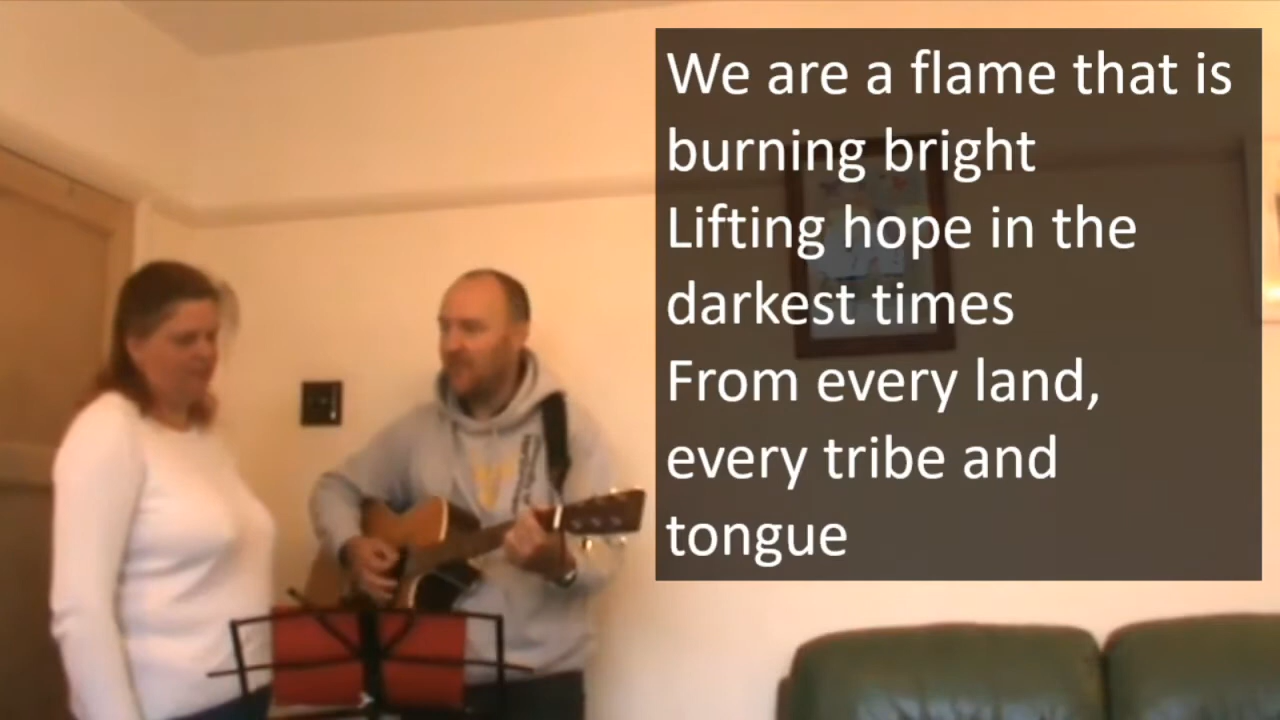 We are a flame that is
burning bright
Lifting hope in the
darkest times
From every land,
every tribe and
tongue